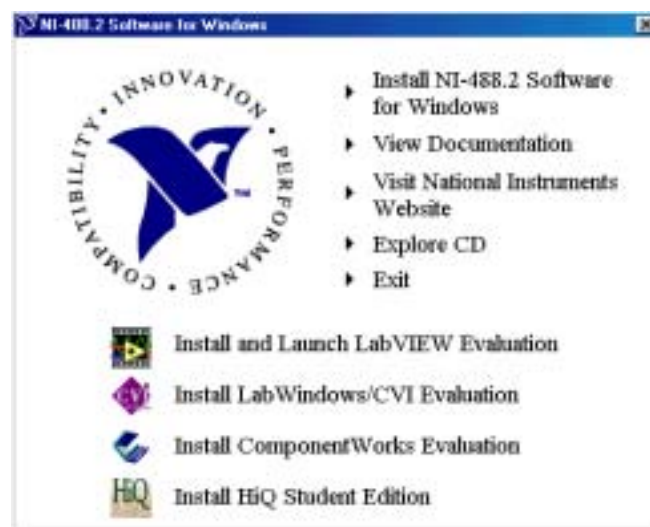 NI-488.2 Software for Windows
INNOVATION · PERFORMANCE · COMPATIBILITY ·
TM
Install NI-488.2 Software
for Windows
View Documentation
Visit National Instruments
Website
Explore CD
Exit
Install and Launch LabVIEW Evaluation
CVI
Install LabWindows/CVI Evaluation
Install ComponentWorks Evaluation
HiQ
Install HiQ Student Edition